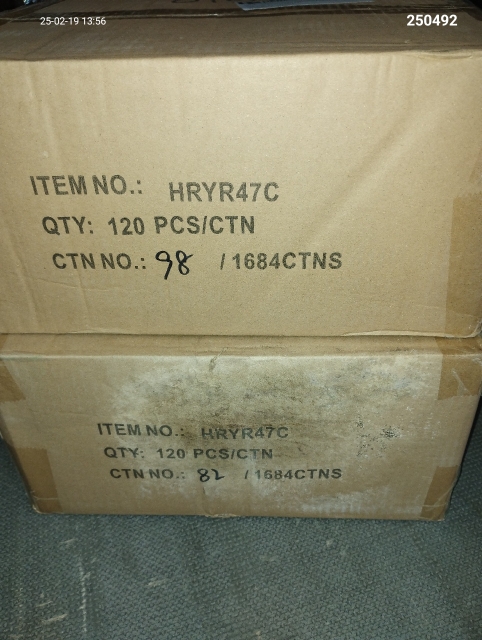 25-02-19 13:56
250492
ITEM NO.: HRYR47C
QTY: 120 PCS/CTN
CTN NO.: 98 / 1684CTNS
ITEM NO.: HRYR47C
QTY: 120 PCS/CTN
CTN NO.: 82 / 1684CTNS